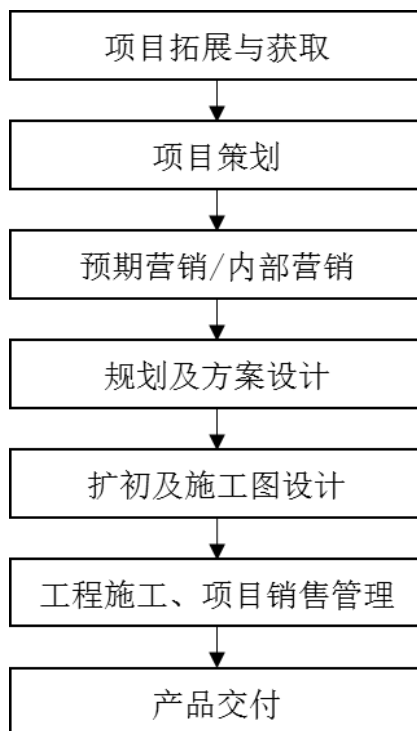 项目拓展与获取
项目策划
预期营销/内部营销
规划及方案设计
扩初及施工图设计
工程施工、项目销售管理
产品交付